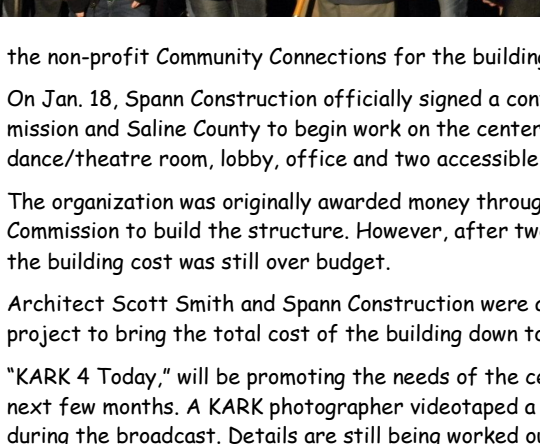 the non-profit Community Connections for the building
On Jan. 18, Spann Construction officially signed a con
mission and Saline County to begin work on the center
dance/theatre room, lobby, office and two accessible
The organization was originally awarded money throug
Commission to build the structure. However, after tw
the building cost was still over budget.
Architect Scott Smith and Spann Construction were
project to bring the total cost of the building down to
“KARK 4 Today,” will be promoting the needs of the ce
next few months. A KARK photographer videotaped a
during the broadcast. Details are still being worked ou